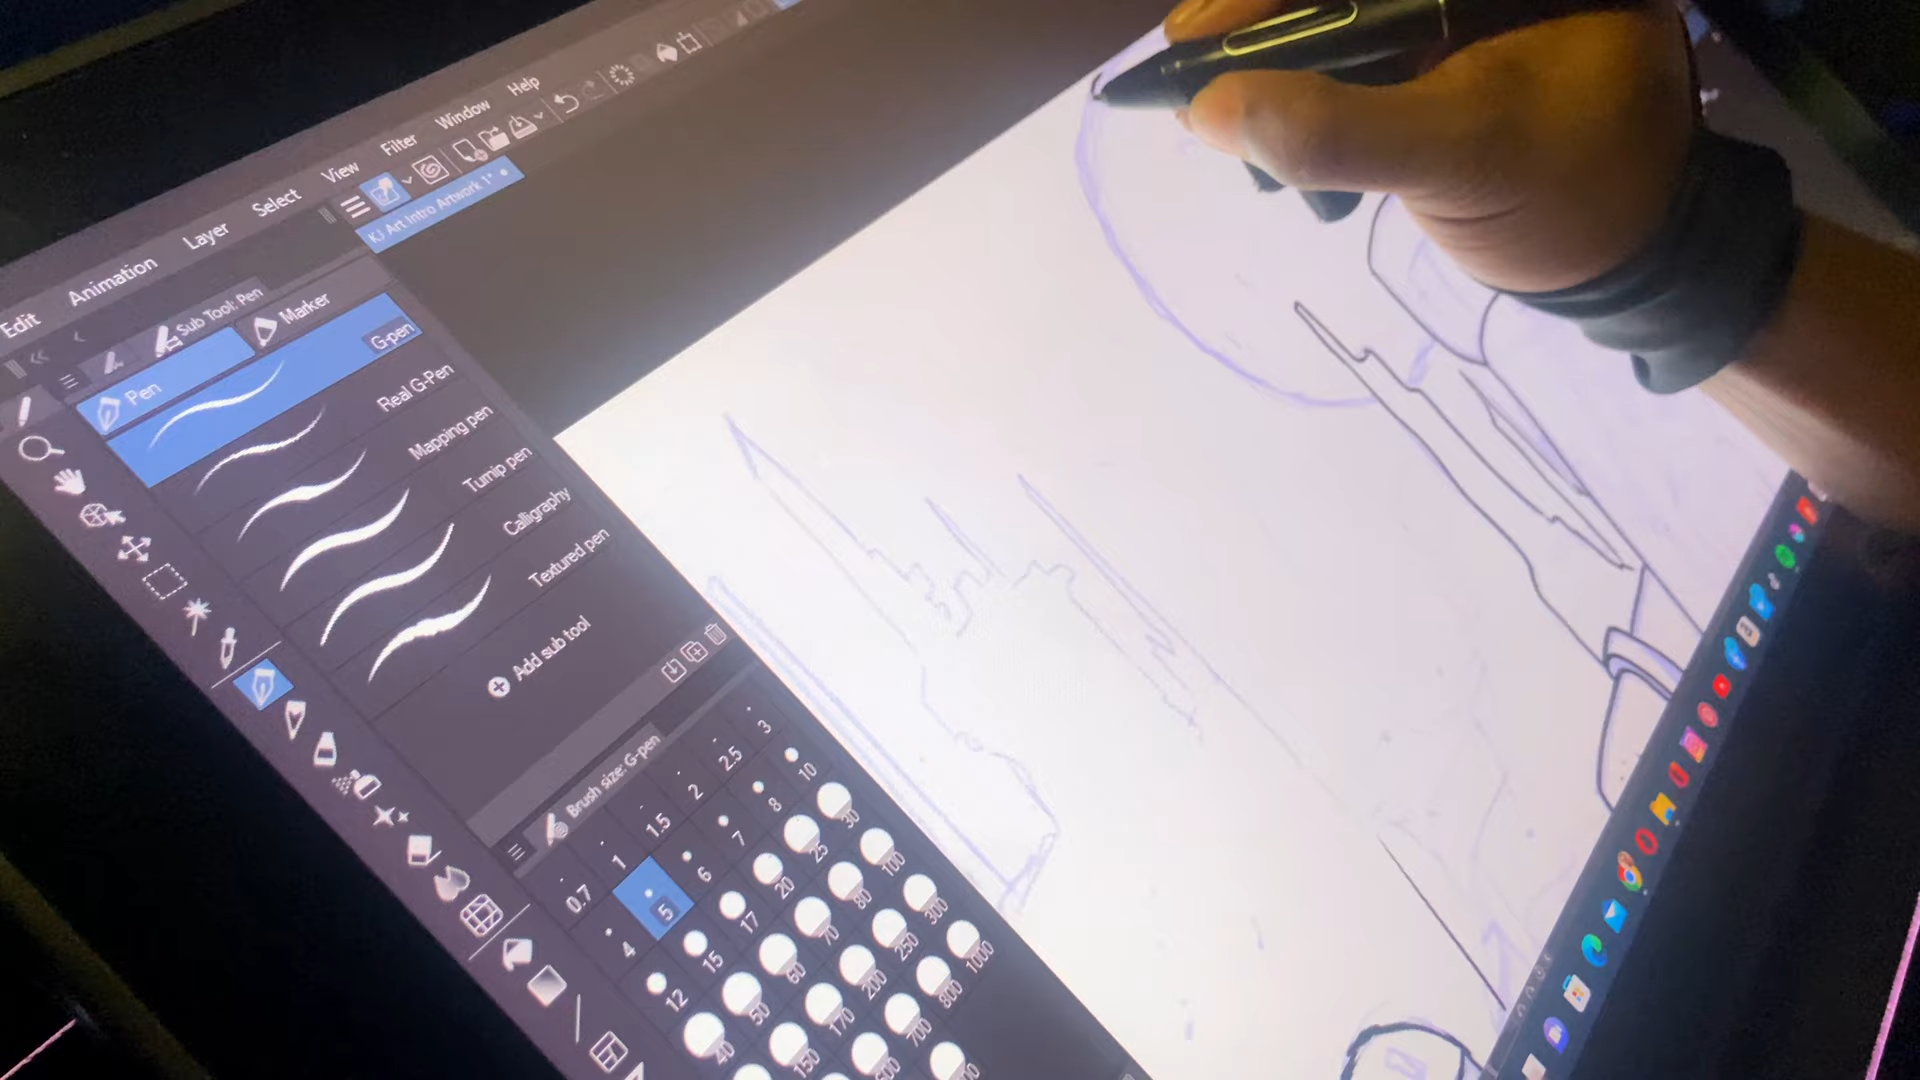 Edit Animation Layer Select View Filter Window Help
KJ Art Intro Artwork 1*
Sub Tool: Pen
Pen
Marker
G-pen
Real G-Pen
Mapping pen
Turnip pen
Calligraphy
Textured pen
Add sub tool
Brush size: G-pen
0.7 1 1.5 2 2.5 3
4 5 6 7 8 10
12 15 17 20 25 30
40 50 60 70 80 100
150 170 200 250 300
700 800 1000